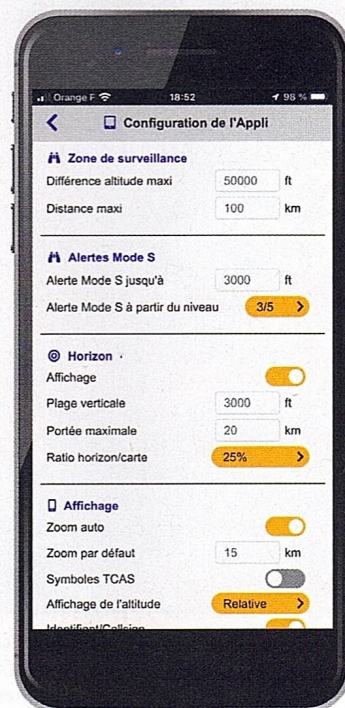 Orange F 18:52 98 %
Configuration de l'Appli
Zone de surveillance
Différence altitude maxi 50000 ft
Distance maxi 100 km
Alertes Mode S
Alerte Mode S jusqu'à 3000 ft
Alerte Mode S à partir du niveau 3/5
Horizon
Affichage
Plage verticale 3000 ft
Portée maximale 20 km
Ratio horizon/carte 25%
Affichage
Zoom auto
Zoom par défaut 15 km
Symboles TCAS
Affichage de l'altitude Relative
Identifiant/Callsign